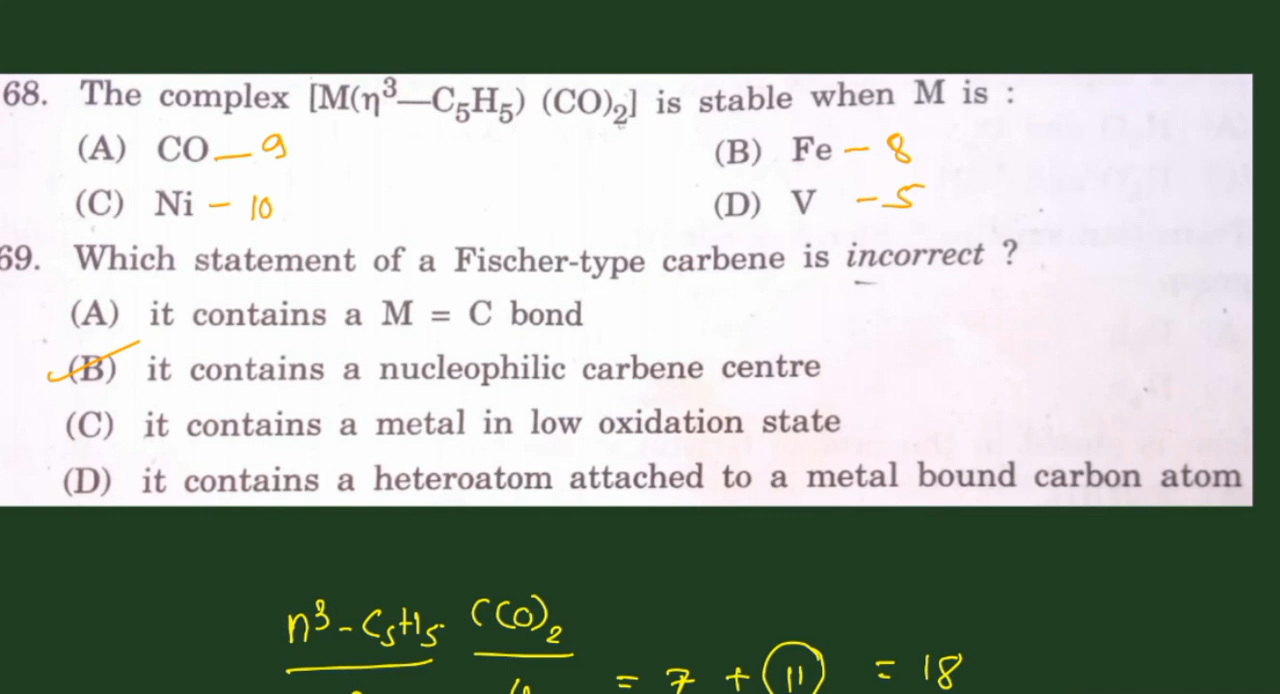 68. The complex [M(η³—C₅H₅) (CO)₂] is stable when M is :
(A) CO — 9 (B) Fe – 8
(C) Ni – 10 (D) V – 5
69. Which statement of a Fischer-type carbene is incorrect ?
(A) it contains a M = C bond
(B) it contains a nucleophilic carbene centre
(C) it contains a metal in low oxidation state
(D) it contains a heteroatom attached to a metal bound carbon atom
η³-C₅H₅ (CO)₂
= 7 + 11 = 18